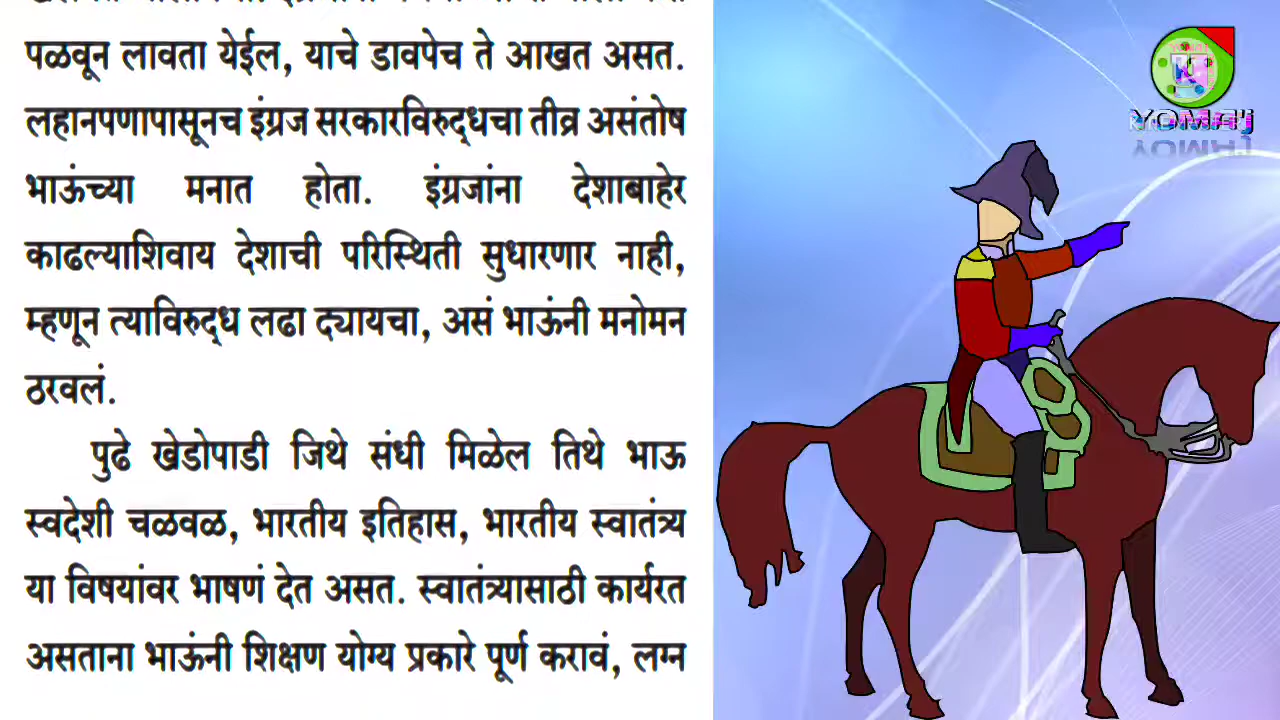 पळवून लावता येईल, याचे डावपेच ते आखत असत.
लहानपणापासूनच इंग्रज सरकारविरुद्धचा तीव्र असंतोष
भाऊंच्या मनात होता. इंग्रजांना देशाबाहेर
काढल्याशिवाय देशाची परिस्थिती सुधारणार नाही,
म्हणून त्याविरुद्ध लढा द्यायचा, असं भाऊंनी मनोमन
ठरवलं.
पुढे खेडोपाडी जिथे संधी मिळेल तिथे भाऊ
स्वदेशी चळवळ, भारतीय इतिहास, भारतीय स्वातंत्र्य
या विषयांवर भाषणं देत असत. स्वातंत्र्यासाठी कार्यरत
असताना भाऊंनी शिक्षण योग्य प्रकारे पूर्ण करावं, लग्न